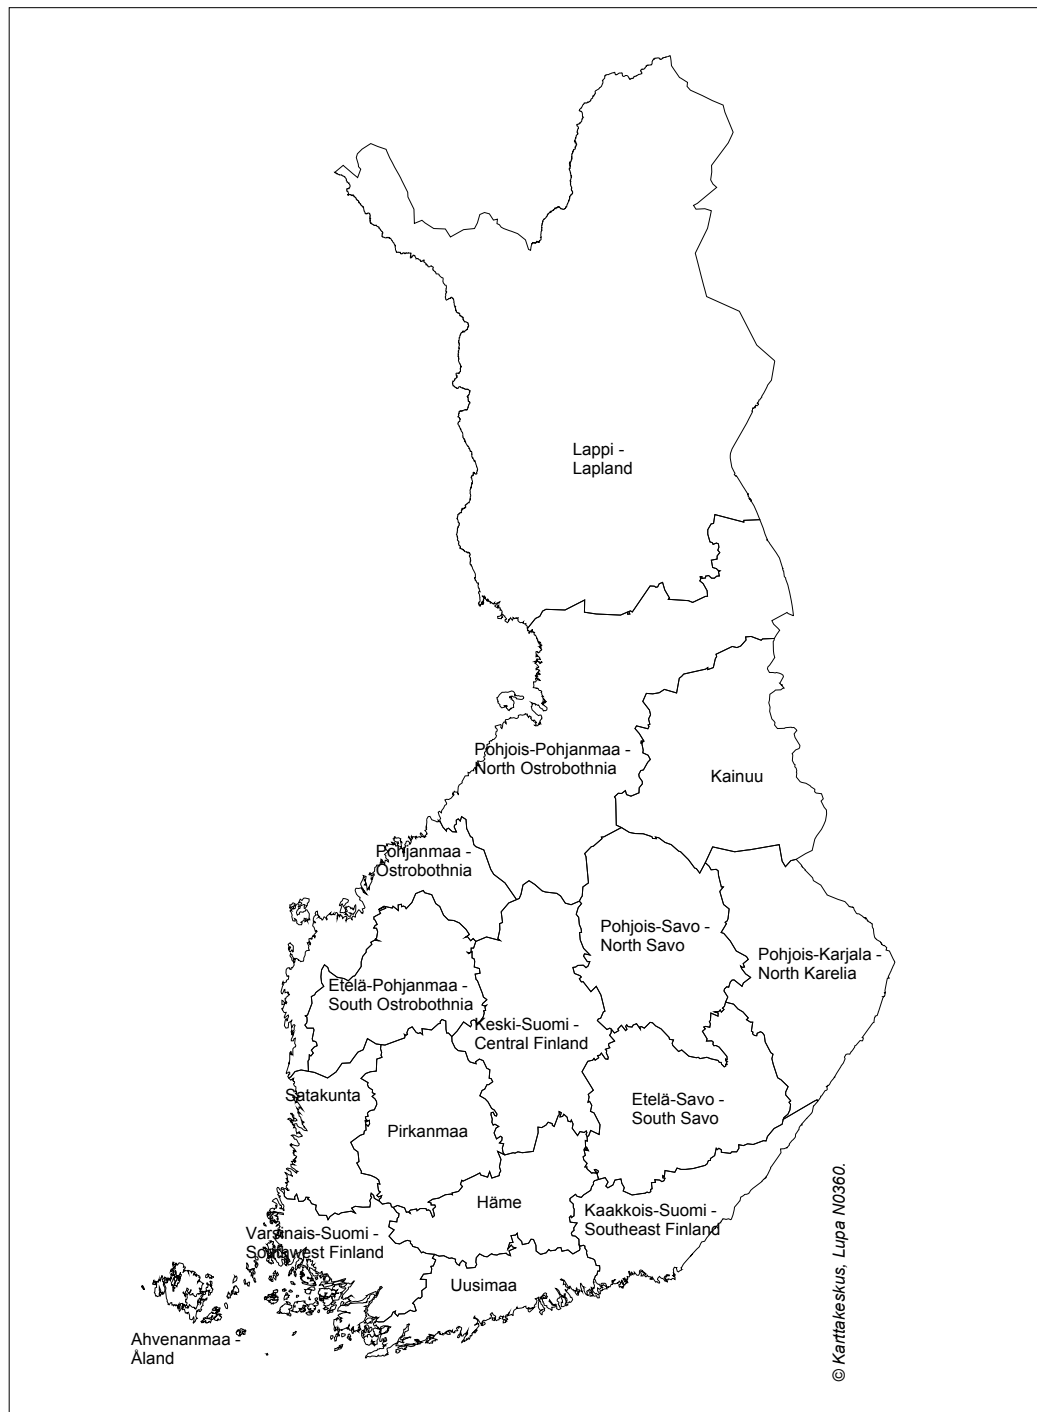 Lappi -
Lapland
Pohjois-Pohjanmaa -
North Ostrobothnia
Kainuu
Pohjanmaa -
Ostrobothnia
Pohjois-Savo -
North Savo
Pohjois-Karjala -
North Karelia
Etelä-Pohjanmaa -
South Ostrobothnia
Keski-Suomi -
Central Finland
Satakunta
Etelä-Savo -
South Savo
Pirkanmaa
Häme
Kaakkois-Suomi -
Southeast Finland
Varsinais-Suomi -
Southwest Finland
Uusimaa
Ahvenanmaa -
Åland
© Karttakeskus, Lupa N0360.